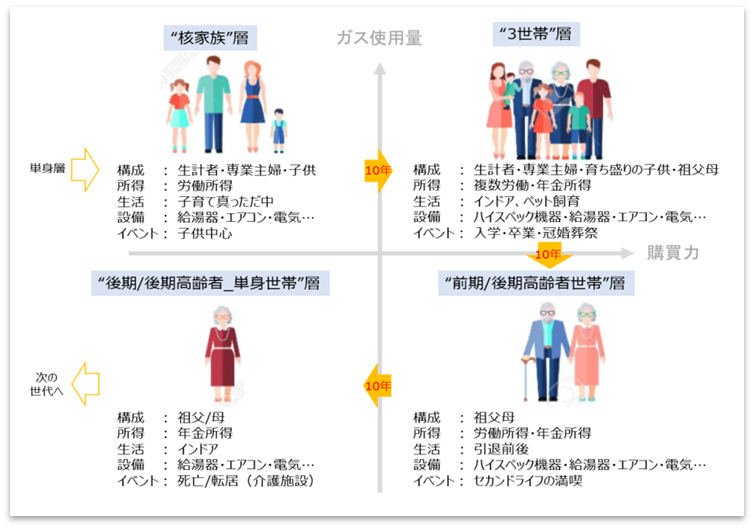 ガス使用量
購買力
単身層
“核家族”層
構成 ： 生計者・専業主婦・子供
所得 ： 労働所得
生活 ： 子育て真っただ中
設備 ： 給湯器・エアコン・電気…
イベント ： 子供中心
10年
“3世帯”層
構成 ： 生計者・専業主婦・育ち盛りの子供・祖父母
所得 ： 複数労働・年金所得
生活 ： インドア、ペット飼育
設備 ： ハイスペック機器・給湯器・エアコン・電気…
イベント ： 入学・卒業・冠婚葬祭
10年
“前期/後期高齢者世帯”層
構成 ： 祖父母
所得 ： 労働所得・年金所得
生活 ： 引退前後
設備 ： ハイスペック機器・給湯器・エアコン・電気…
イベント ： セカンドライフの満喫
10年
“後期/後期高齢者_単身世帯”層
構成 ： 祖父/母
所得 ： 年金所得
生活 ： インドア
設備 ： 給湯器・エアコン・電気…
イベント ： 死亡/転居（介護施設）
次の
世代へ